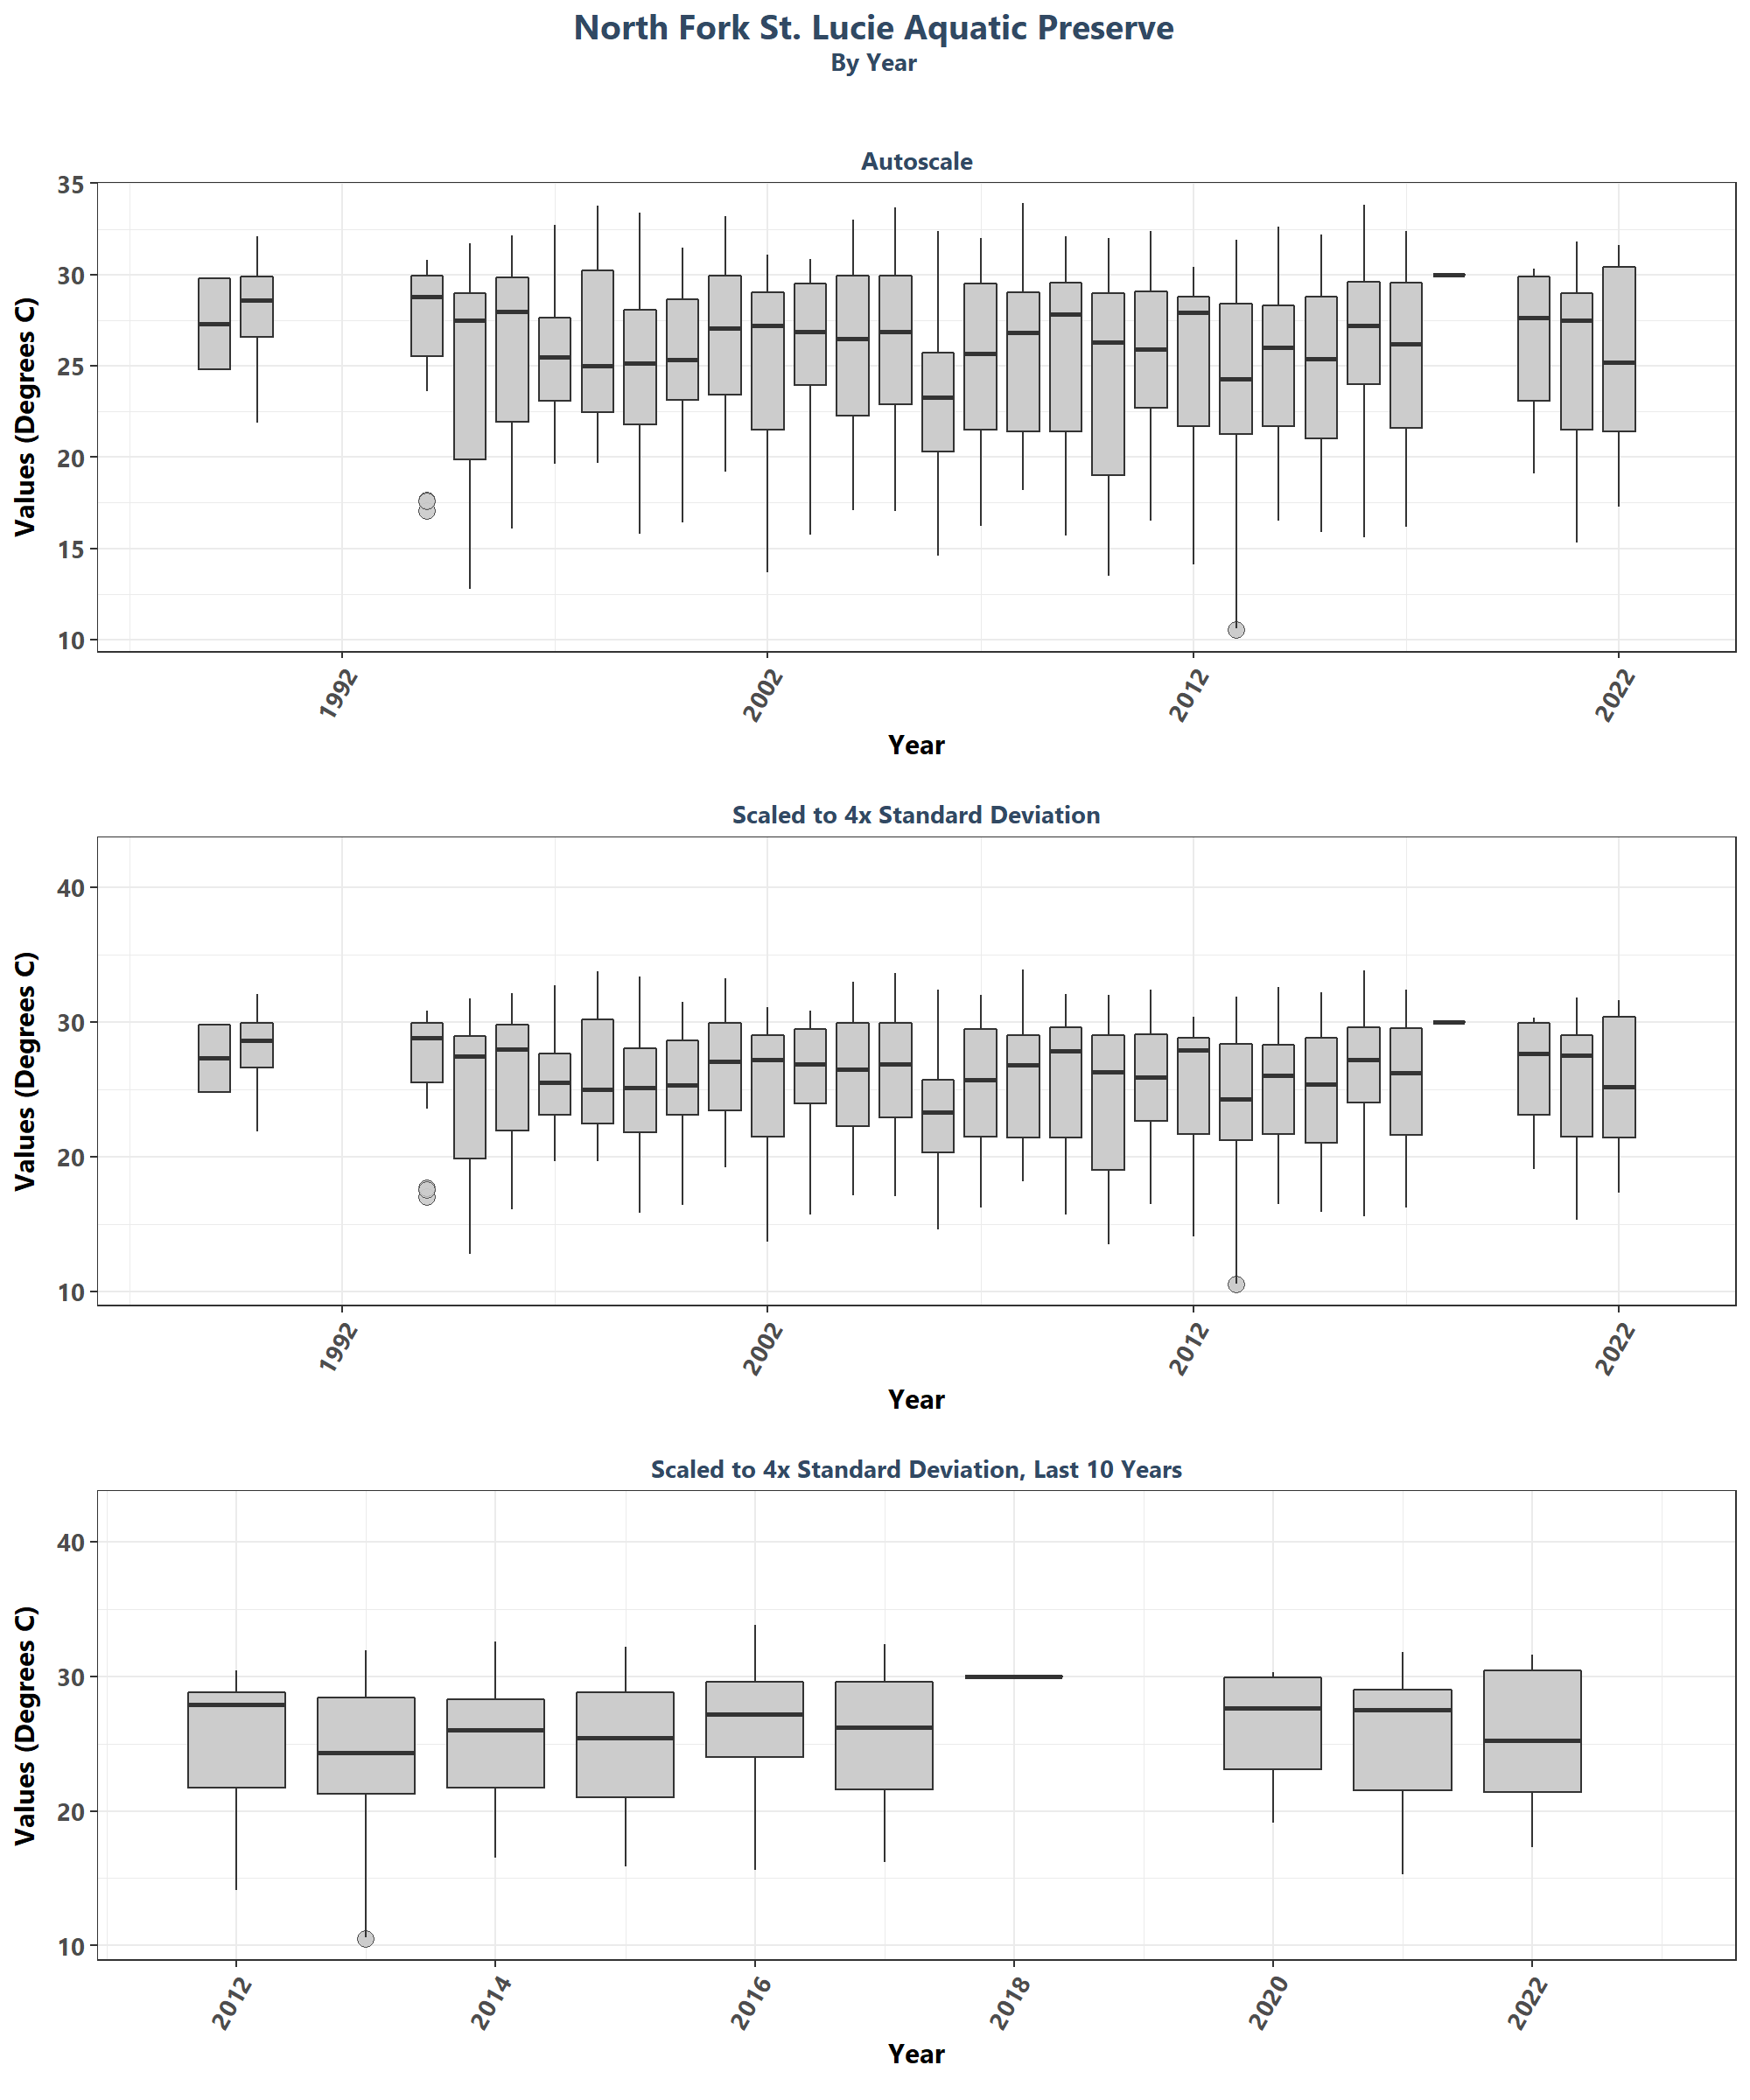 North Fork St. Lucie Aquatic Preserve
By Year
Autoscale
Values (Degrees C)
35
30
25
20
15
10
1992
2002
2012
2022
Year
Scaled to 4x Standard Deviation
Values (Degrees C)
40
30
20
10
1992
2002
2012
2022
Year
Scaled to 4x Standard Deviation, Last 10 Years
Values (Degrees C)
40
30
20
10
2012
2014
2016
2018
2020
2022
Year